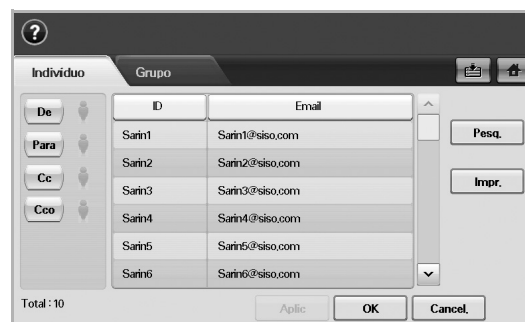 ?
Indivíduo Grupo
De ID Email
Para Sarin1 Sarin1@siso,com Pesq,
Sarin2 Sarin2@siso,com
Cc Sarin3 Sarin3@siso,com Impr,
Cco Sarin4 Sarin4@siso,com
Sarin5 Sarin5@siso,com
Sarin6 Sarin6@siso,com
Total : 10 Aplic OK Cancel,